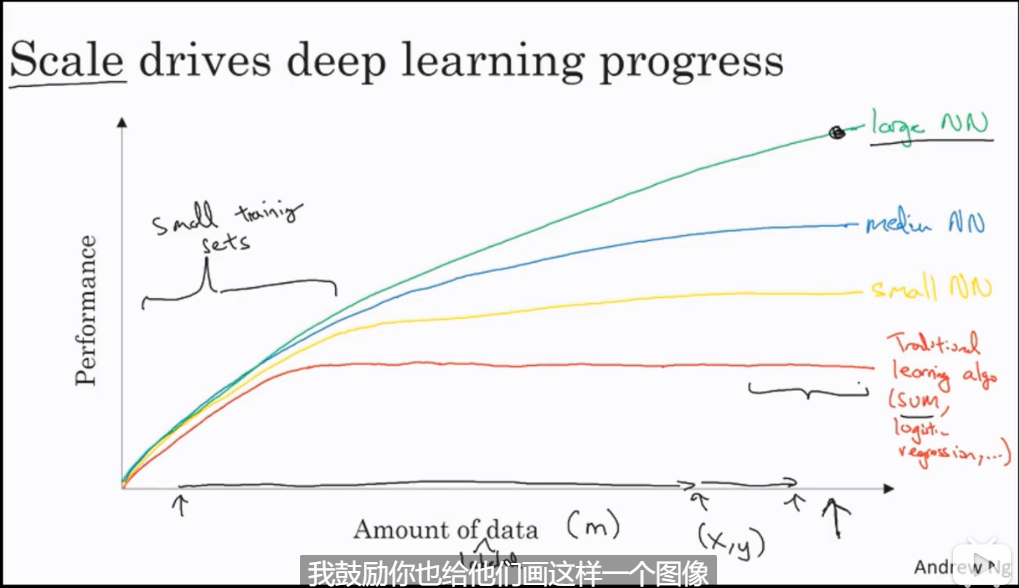 Scale drives deep learning progress
large NN
small training
sets
medium NN
small NN
Traditional
learning algo
(SVM,
logistic
regression,...)
Performance
Amount of data (m)
(x,y)
我鼓励你也给他们画这样一个图像
Andrew Ng